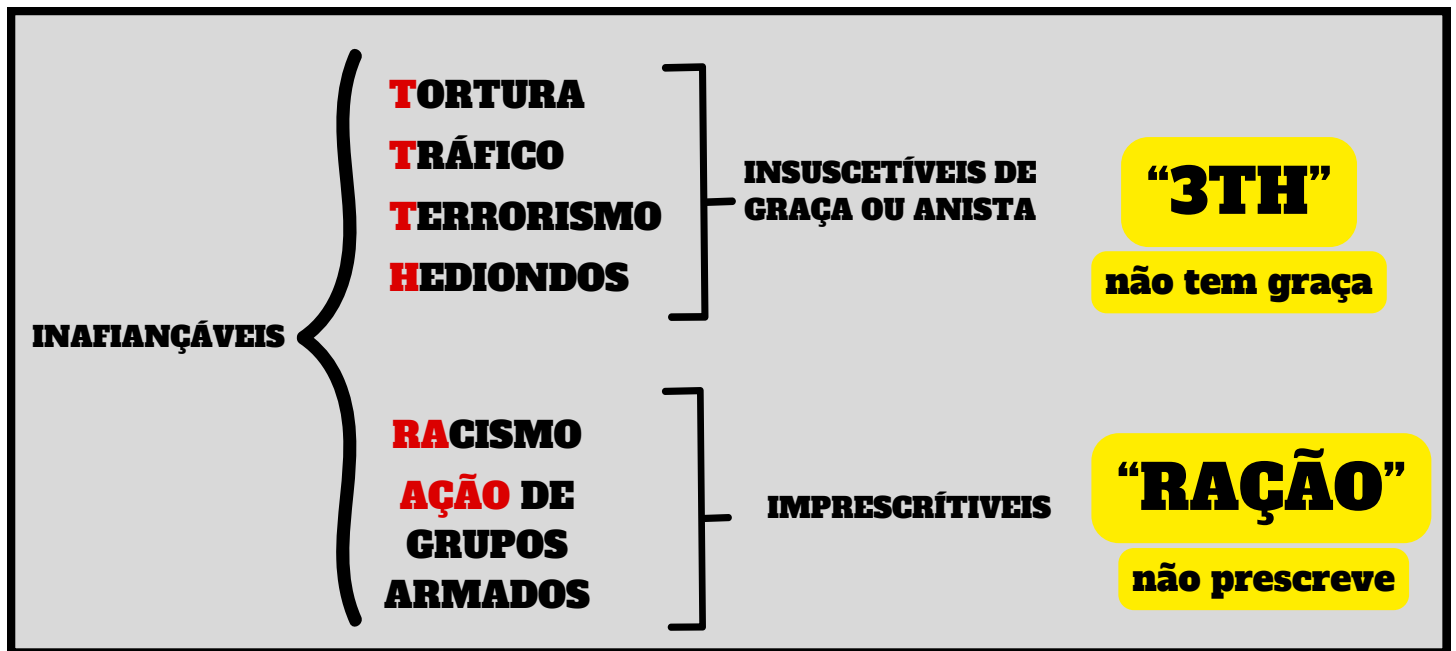 INAFIANÇÁVEIS
TORTURA
TRÁFICO
TERRORISMO
HEDIONDOS
INSUSCETÍVEIS DE
GRAÇA OU ANISTA
“3TH”
não tem graça
RACISMO
AÇÃO DE
GRUPOS
ARMADOS
IMPRESCRÍTIVEIS
“RAÇÃO”
não prescreve